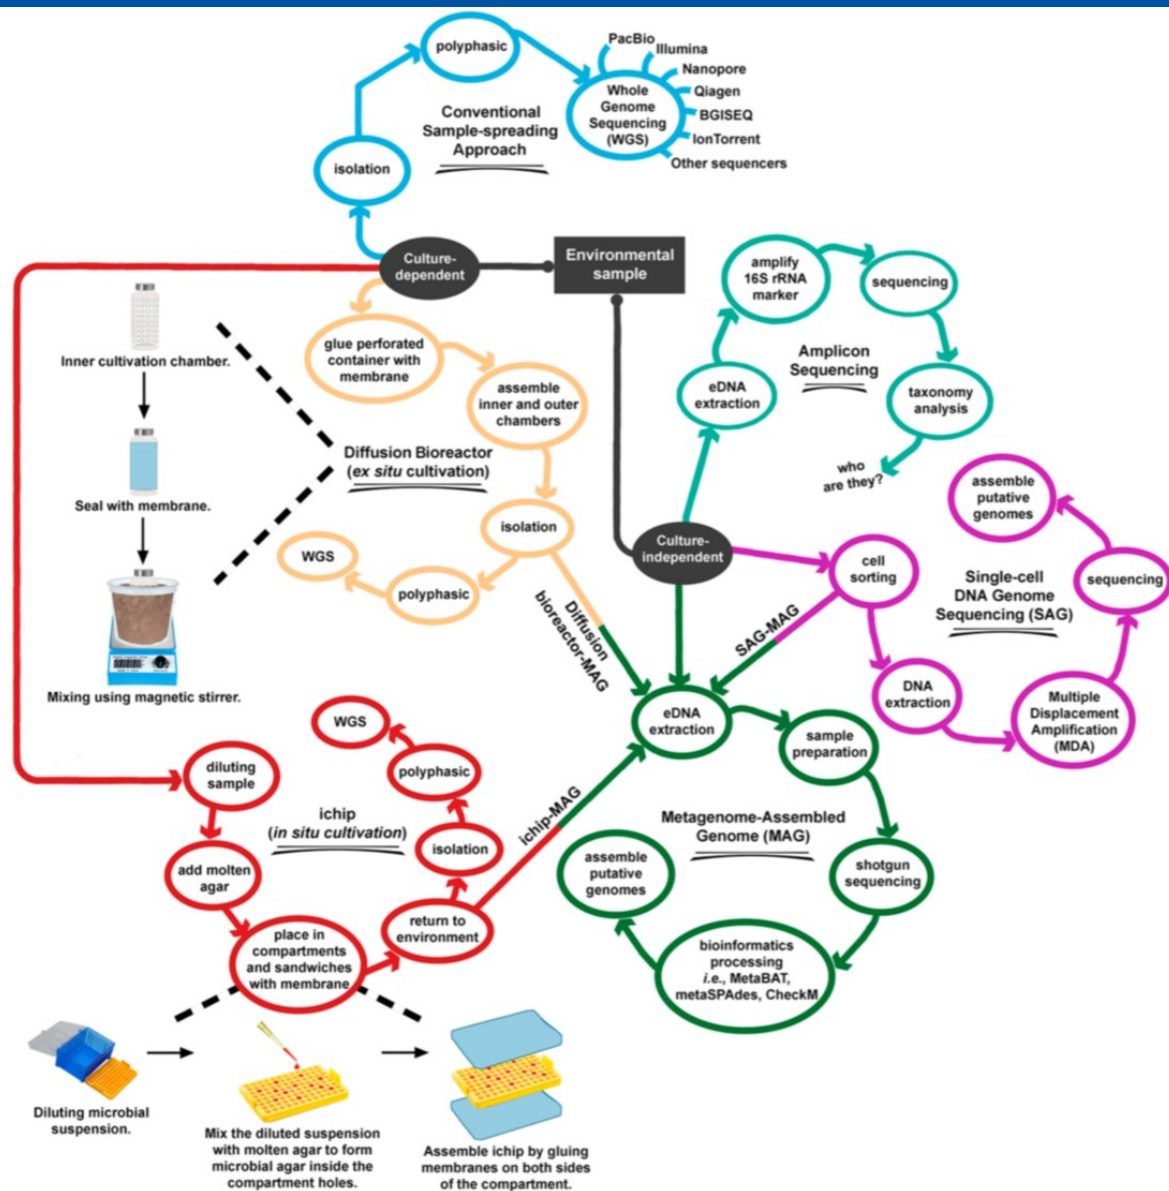 polyphasic
PacBio
Illumina
Nanopore
Qiagen
BGISEQ
IonTorrent
Other sequencers
Whole
Genome
Sequencing
(WGS)
Conventional
Sample-spreading
Approach
isolation
Culture-
dependent
Environmental
sample
amplify
16S rRNA
marker
sequencing
Amplicon
Sequencing
eDNA
extraction
taxonomy
analysis
who
are they?
Inner cultivation chamber.
Seal with membrane.
Mixing using magnetic stirrer.
glue perforated
container with
membrane
assemble
inner and outer
chambers
Diffusion Bioreactor
(ex situ cultivation)
isolation
WGS
polyphasic
Diffusion
bioreactor-MAG
Culture-
independent
cell
sorting
assemble
putative
genomes
Single-cell
DNA Genome
Sequencing (SAG)
sequencing
SAG-MAG
DNA
extraction
Multiple
Displacement
Amplification
(MDA)
eDNA
extraction
sample
preparation
Metagenome-Assembled
Genome (MAG)
shotgun
sequencing
assemble
putative
genomes
bioinformatics
processing
i.e., MetaBAT,
metaSPAdes, CheckM
WGS
polyphasic
diluting
sample
ichip
(in situ cultivation)
isolation
ichip-MAG
add molten
agar
return to
environment
place in
compartments
and sandwiches
with membrane
Diluting microbial
suspension.
Mix the diluted suspension
with molten agar to form
microbial agar inside the
compartment holes.
Assemble ichip by gluing
membranes on both sides
of the compartment.